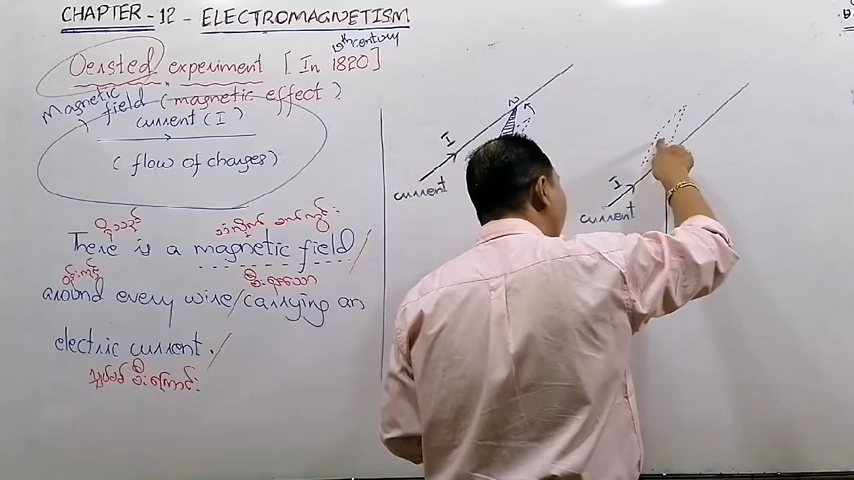 CHAPTER-12 - ELECTROMAGNETISM
19th century
Oersted experiment [ In 1820 ]
Magnetic field (magnetic effect)
current (I)
( flow of charges )
There is a magnetic field /
around every wire / carrying an
electric current. /
I
current
N
I
current